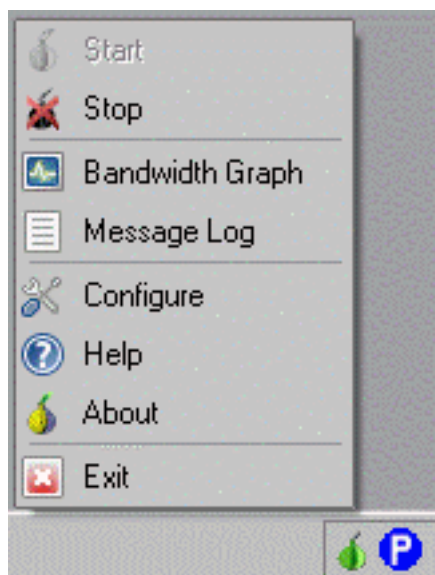 Start
Stop
Bandwidth Graph
Message Log
Configure
Help
About
Exit
P